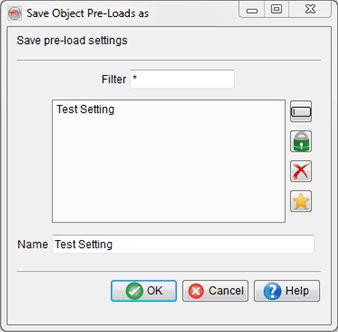 Save Object Pre-Loads as
Save pre-load settings
Filter *
Test Setting
Name Test Setting
OK Cancel Help